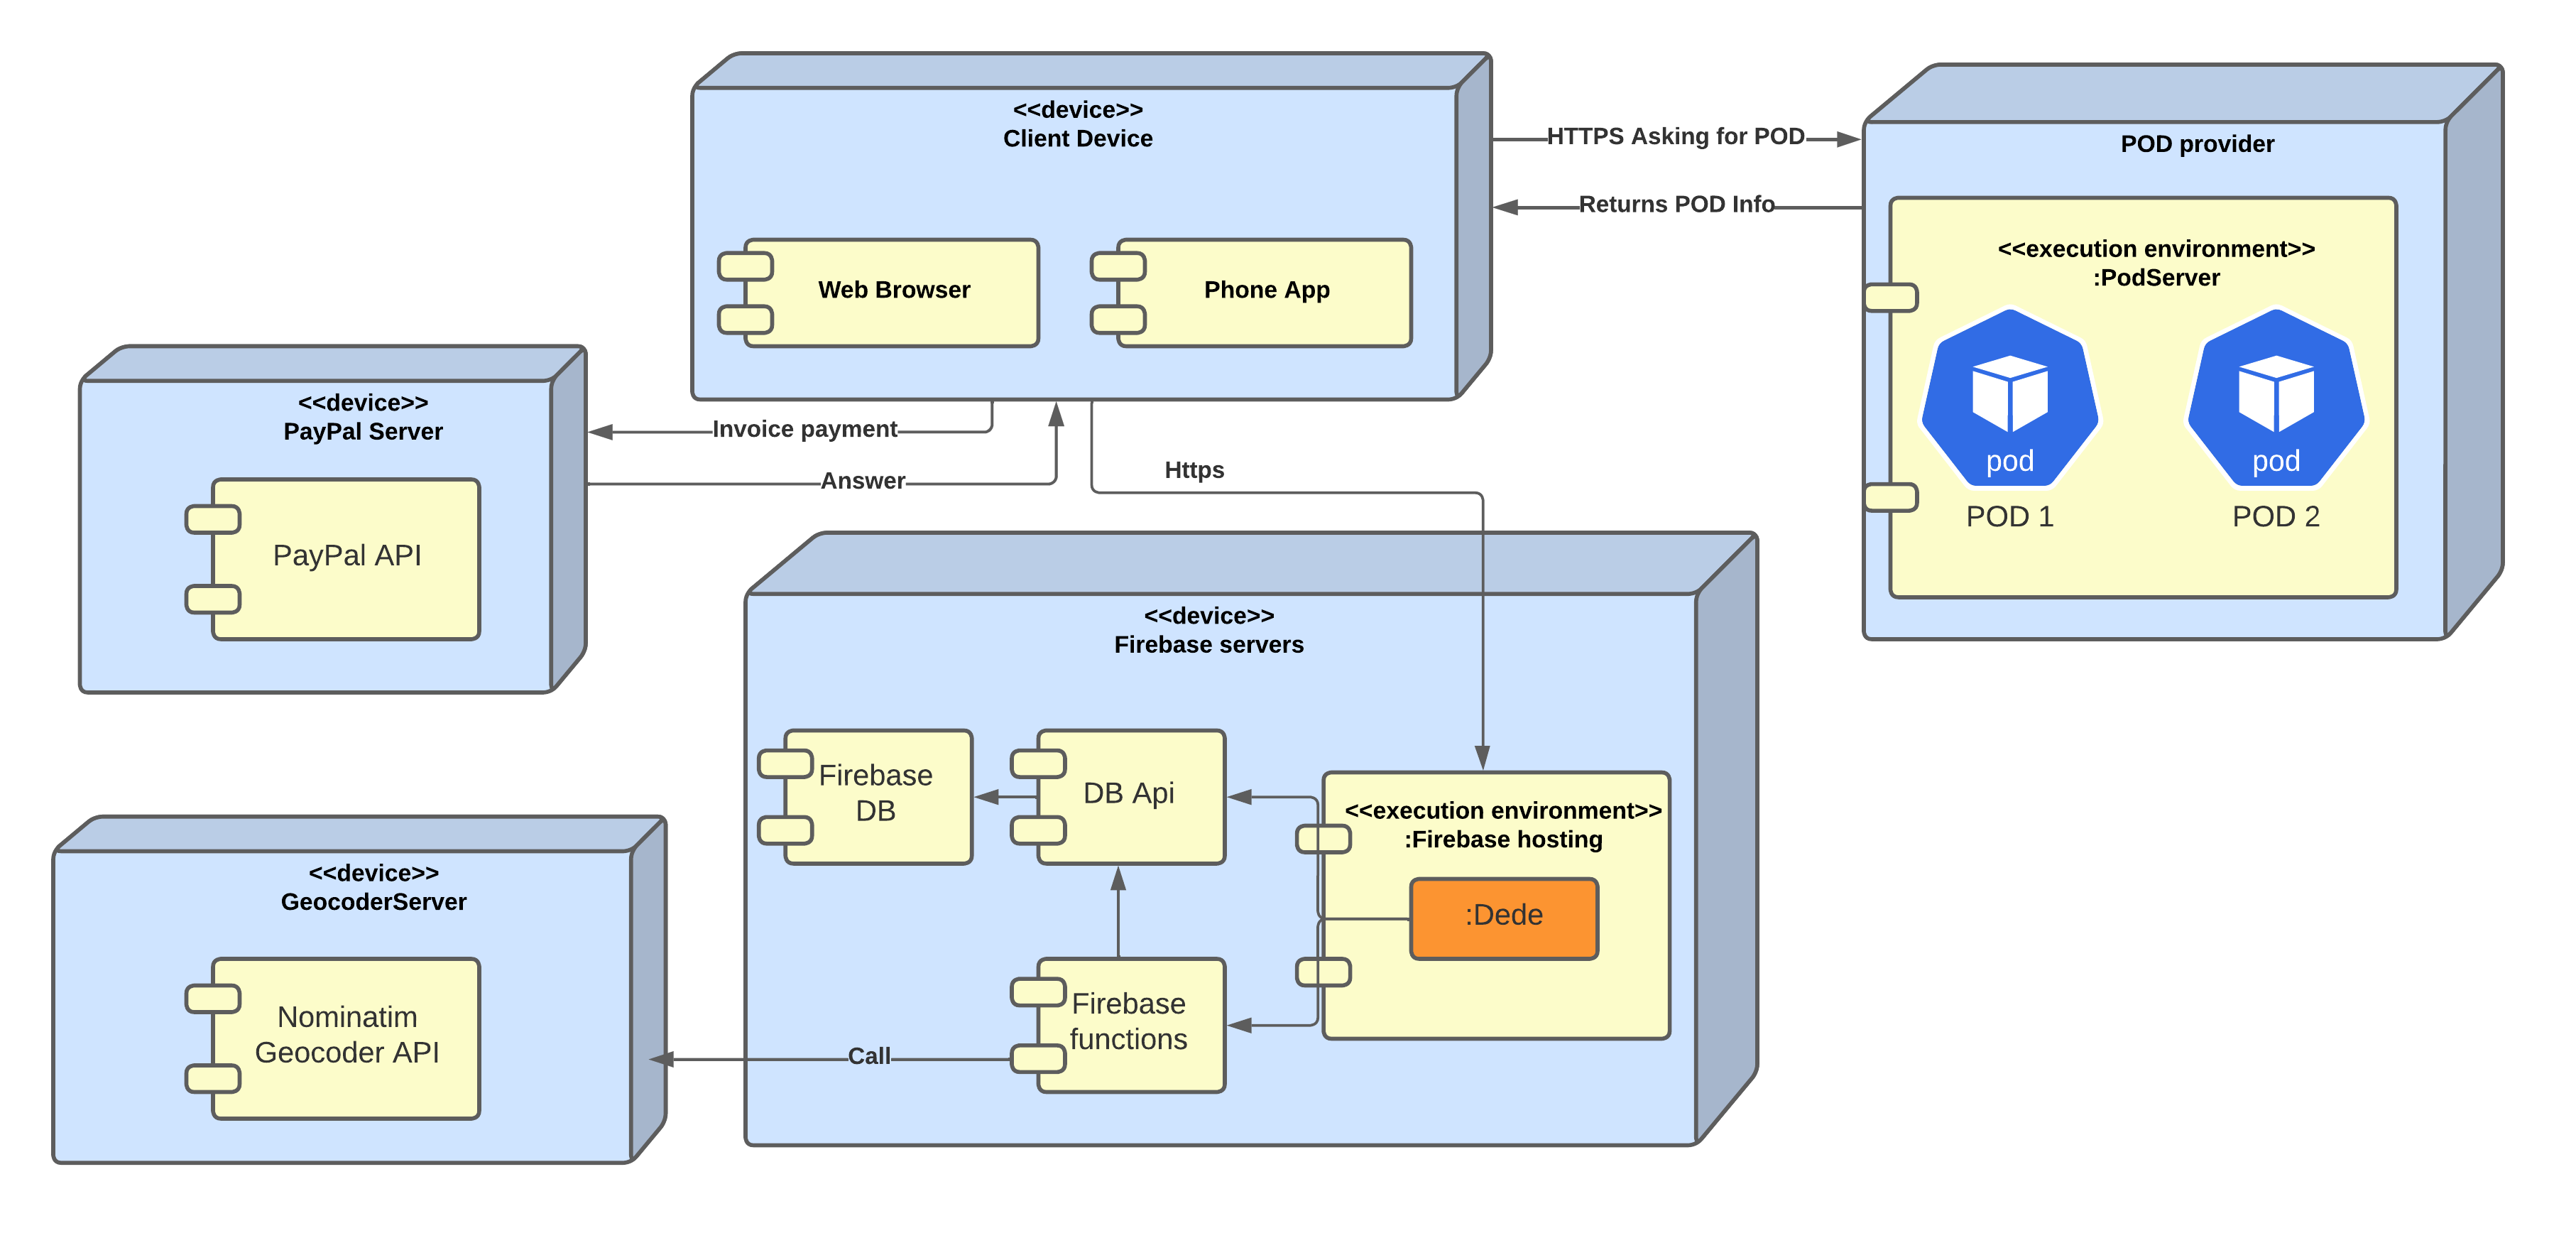 <<device>>
Client Device
Web Browser
Phone App
HTTPS Asking for POD
Returns POD Info
POD provider
<<execution environment>>
:PodServer
pod
POD 1
pod
POD 2
<<device>>
PayPal Server
PayPal API
Invoice payment
Answer
Https
<<device>>
Firebase servers
Firebase
DB
DB Api
<<execution environment>>
:Firebase hosting
:Dede
Firebase
functions
Call
<<device>>
GeocoderServer
Nominatim
Geocoder API